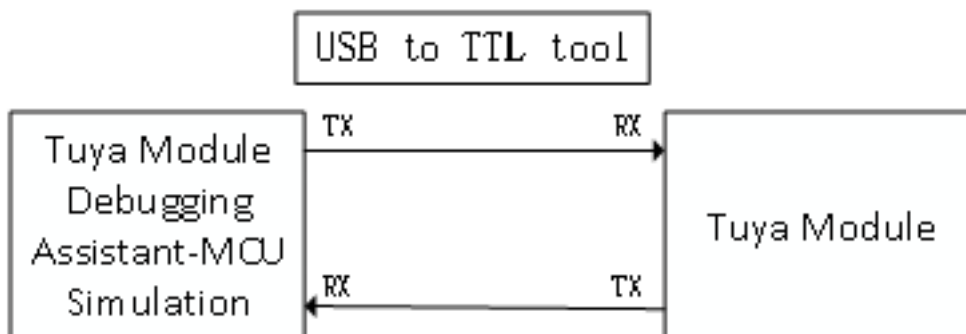 USB to TTL tool
TX RX
Tuya Module
Debugging
Assistant-MCU
Simulation
Tuya Module
RX TX